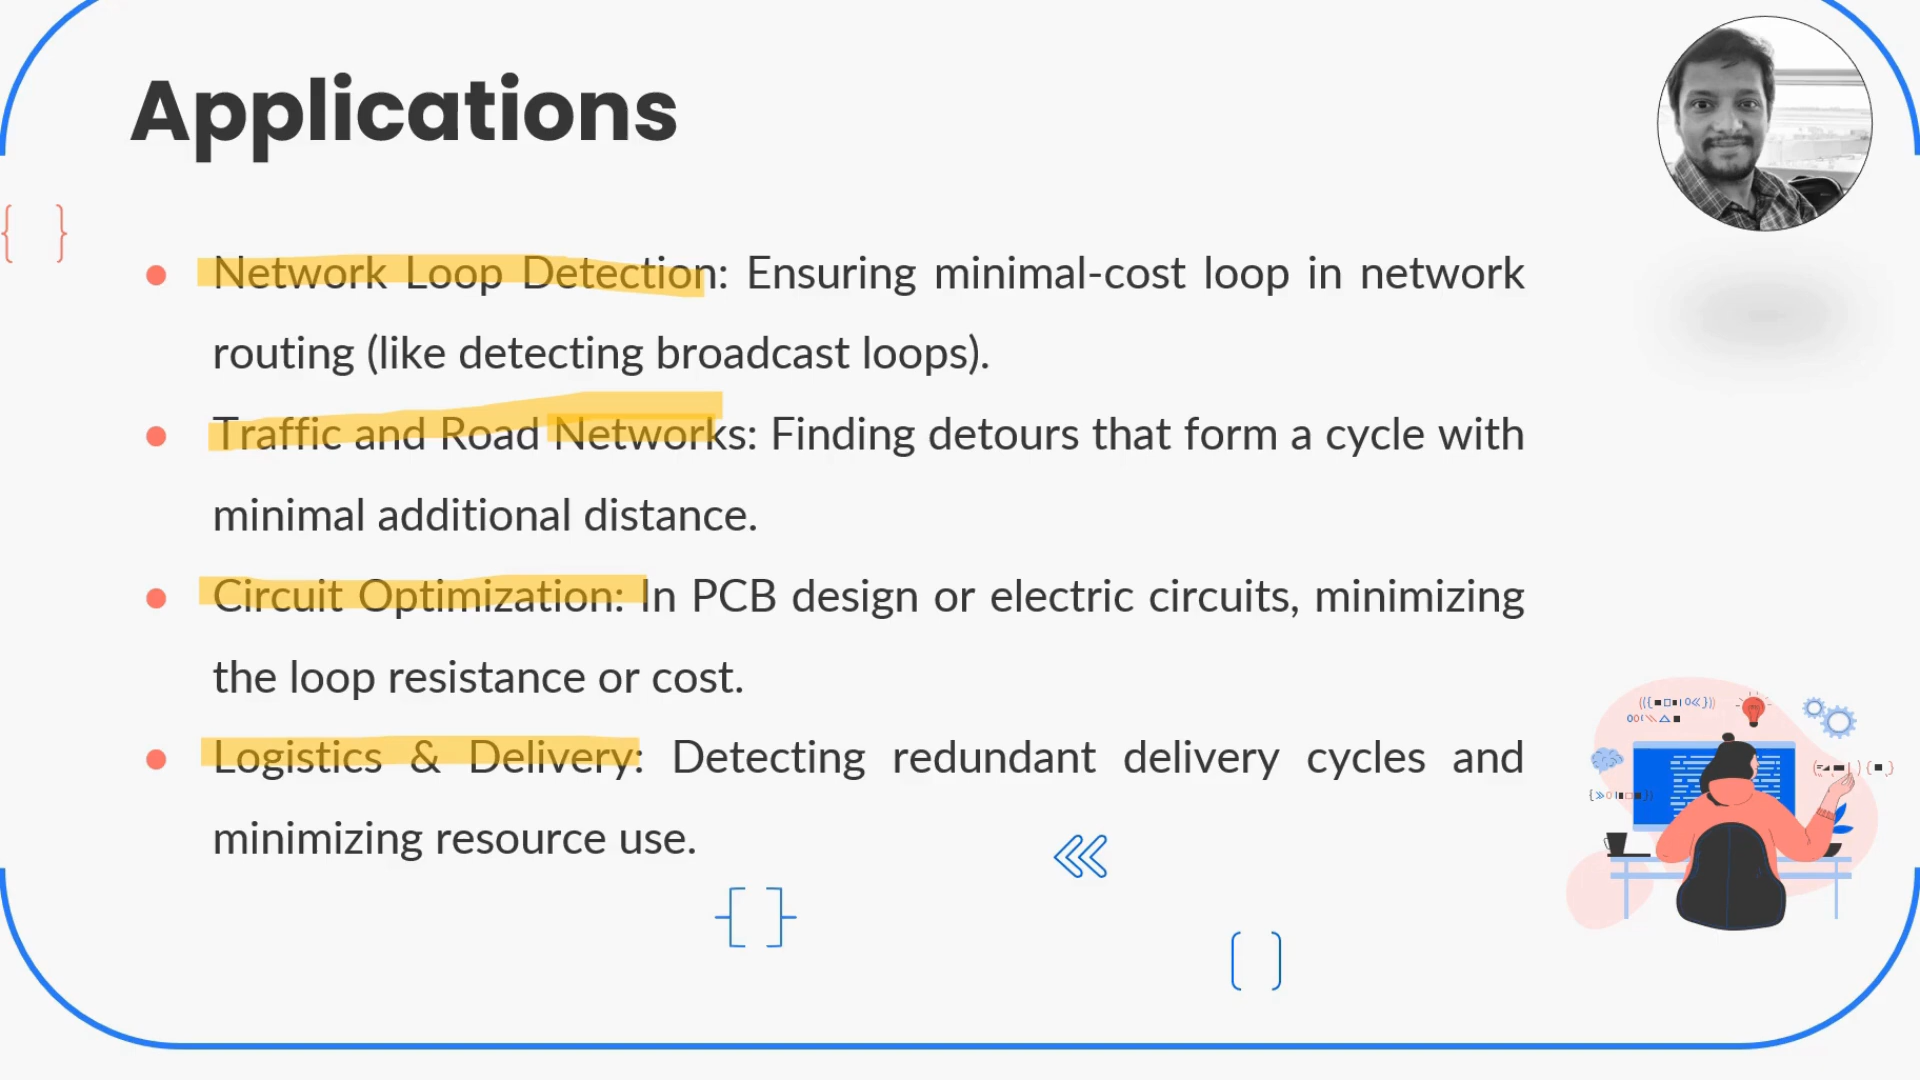 Applications
Network Loop Detection: Ensuring minimal-cost loop in network
routing (like detecting broadcast loops).
Traffic and Road Networks: Finding detours that form a cycle with
minimal additional distance.
Circuit Optimization: In PCB design or electric circuits, minimizing
the loop resistance or cost.
Logistics & Delivery: Detecting redundant delivery cycles and
minimizing resource use.